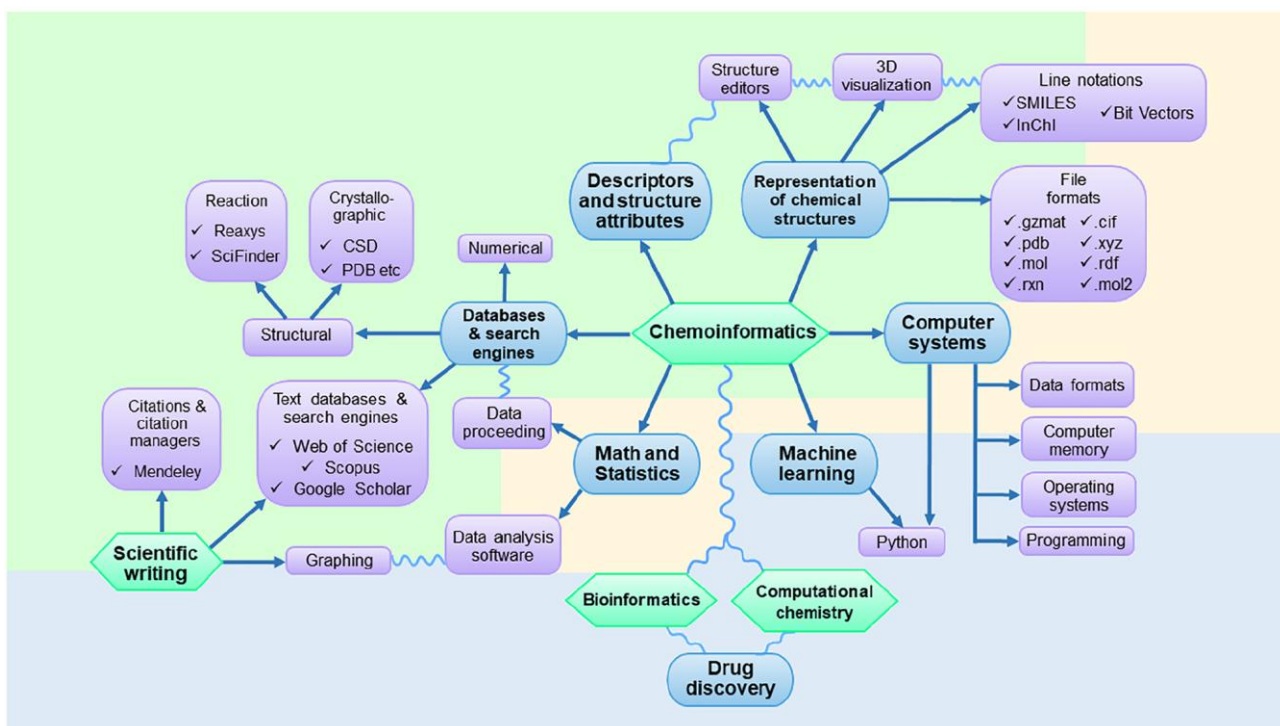 Structure
editors
3D
visualization
Line notations
✓SMILES
✓InChI
✓Bit Vectors
Descriptors
and structure
attributes
Representation
of chemical
structures
File
formats
✓.gzmat ✓.cif
✓.pdb ✓.xyz
✓.mol ✓.rdf
✓.rxn ✓.mol2
Reaction
✓ Reaxys
✓ SciFinder
Crystallo-
graphic
✓ CSD
✓ PDB etc
Numerical
Structural
Databases
& search
engines
Chemoinformatics
Computer
systems
Data formats
Computer
memory
Operating
systems
Programming
Citations &
citation
managers
✓ Mendeley
Text databases &
search engines
✓ Web of Science
✓ Scopus
✓ Google Scholar
Data
proceeding
Math and
Statistics
Machine
learning
Python
Scientific
writing
Graphing
Data analysis
software
Bioinformatics
Computational
chemistry
Drug
discovery